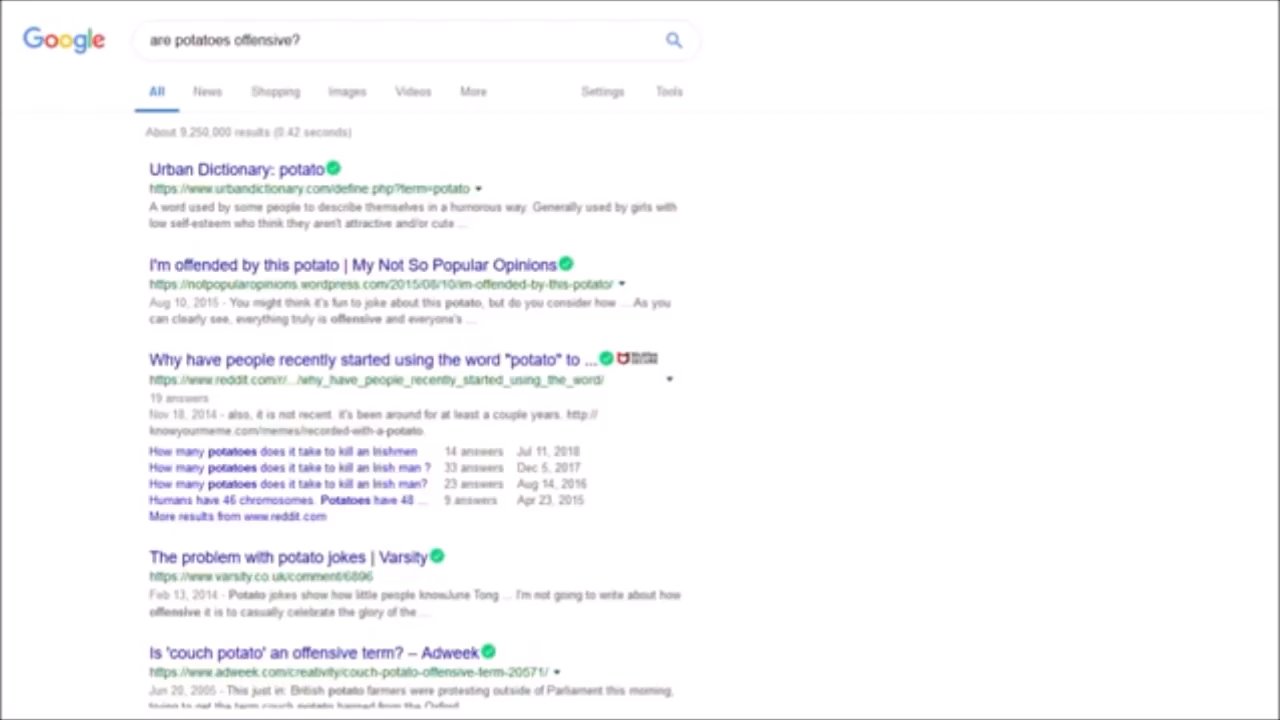 Google
are potatoes offensive?
All News Shopping Images Videos More Settings Tools
About 9,250,000 results (0.42 seconds)
Urban Dictionary: potato
https://www.urbandictionary.com/define.php?term=potato
A word used by some people to describe themselves in a humorous way. Generally used by girls with
low self-esteem who think they aren't attractive and/or cute ...
I'm offended by this potato | My Not So Popular Opinions
https://notpopularopinions.wordpress.com/2015/08/10/im-offended-by-this-potato/
Aug 10, 2015 - You might think it's fun to joke about this potato, but do you consider how ... As you
can clearly see, everything truly is offensive and everyone's ...
Why have people recently started using the word "potato" to ...
https://www.reddit.com/r/.../why_have_people_recently_started_using_the_word/
19 answers
Nov 18, 2014 - also, it is not recent. it's been around for at least a couple years. http://
knowyourmeme.com/memes/recorded-with-a-potato.
How many potatoes does it take to kill an Irishmen 14 answers Jul 11, 2018
How many potatoes does it take to kill an Irish man ? 33 answers Dec 5, 2017
How many potatoes does it take to kill an Irish man? 23 answers Aug 14, 2016
Humans have 46 chromosomes. Potatoes have 48 ... 9 answers Apr 23, 2015
More results from www.reddit.com
The problem with potato jokes | Varsity
https://www.varsity.co.uk/comment/6896
Feb 13, 2014 - Potato jokes show how little people knowJune Tong ... I'm not going to write about how
offensive it is to casually celebrate the glory of the ...
Is 'couch potato' an offensive term? – Adweek
https://www.adweek.com/creativity/couch-potato-offensive-term-20571/
Jun 20, 2005 - This just in: British potato farmers were protesting outside of Parliament this morning,
trying to get the term couch potato banned from the Oxford